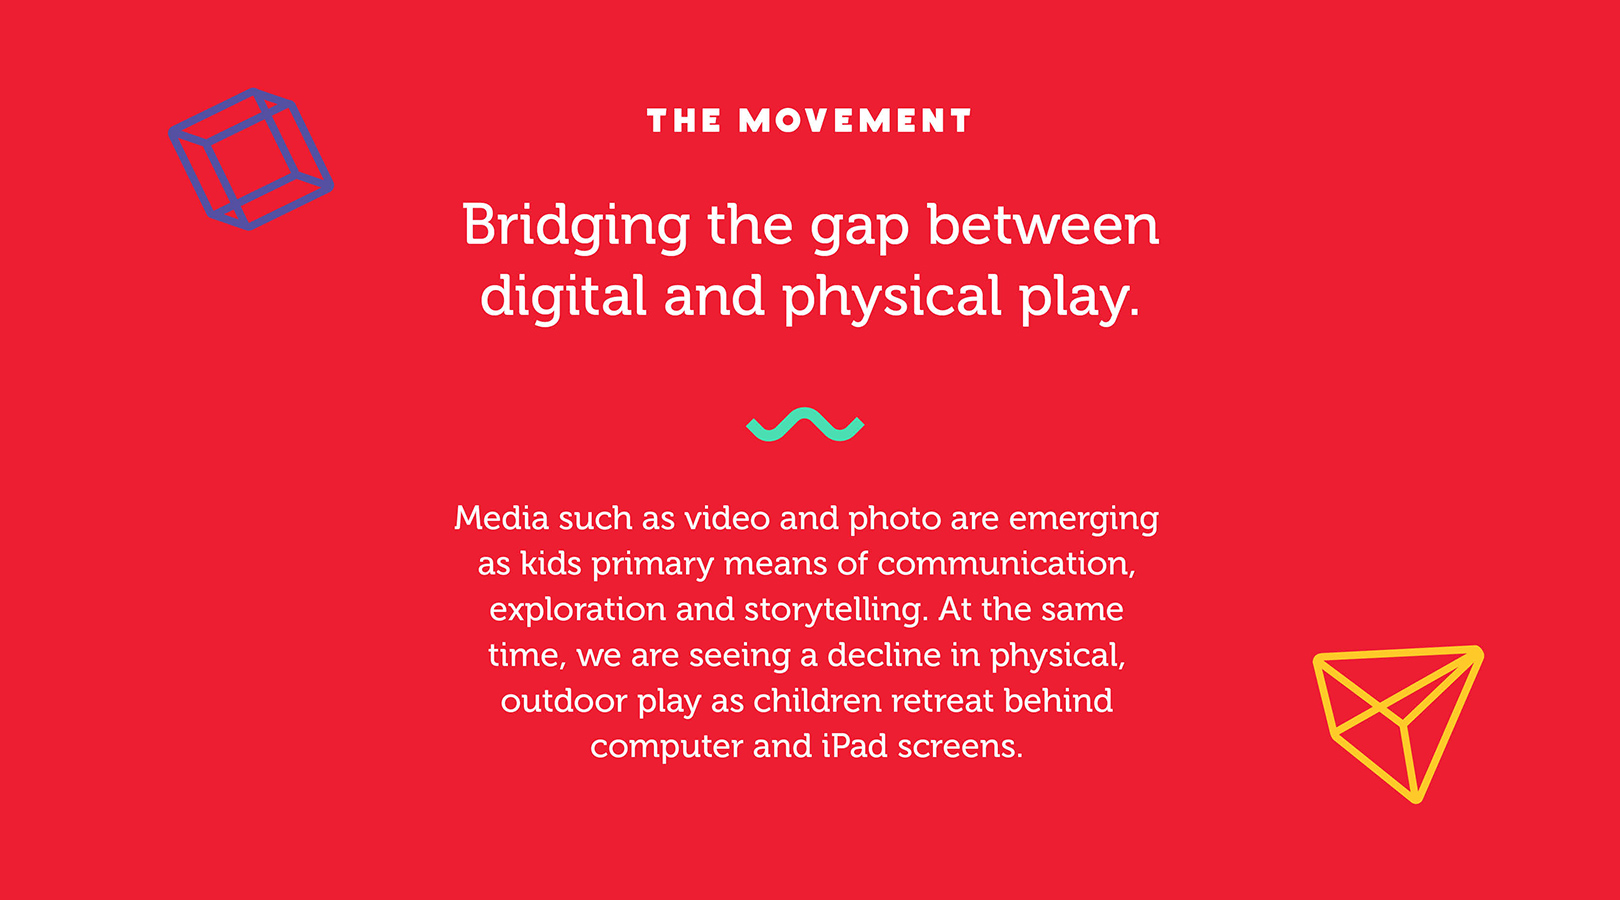 THE MOVEMENT
Bridging the gap between
digital and physical play.
Media such as video and photo are emerging
as kids primary means of communication,
exploration and storytelling. At the same
time, we are seeing a decline in physical,
outdoor play as children retreat behind
computer and iPad screens.